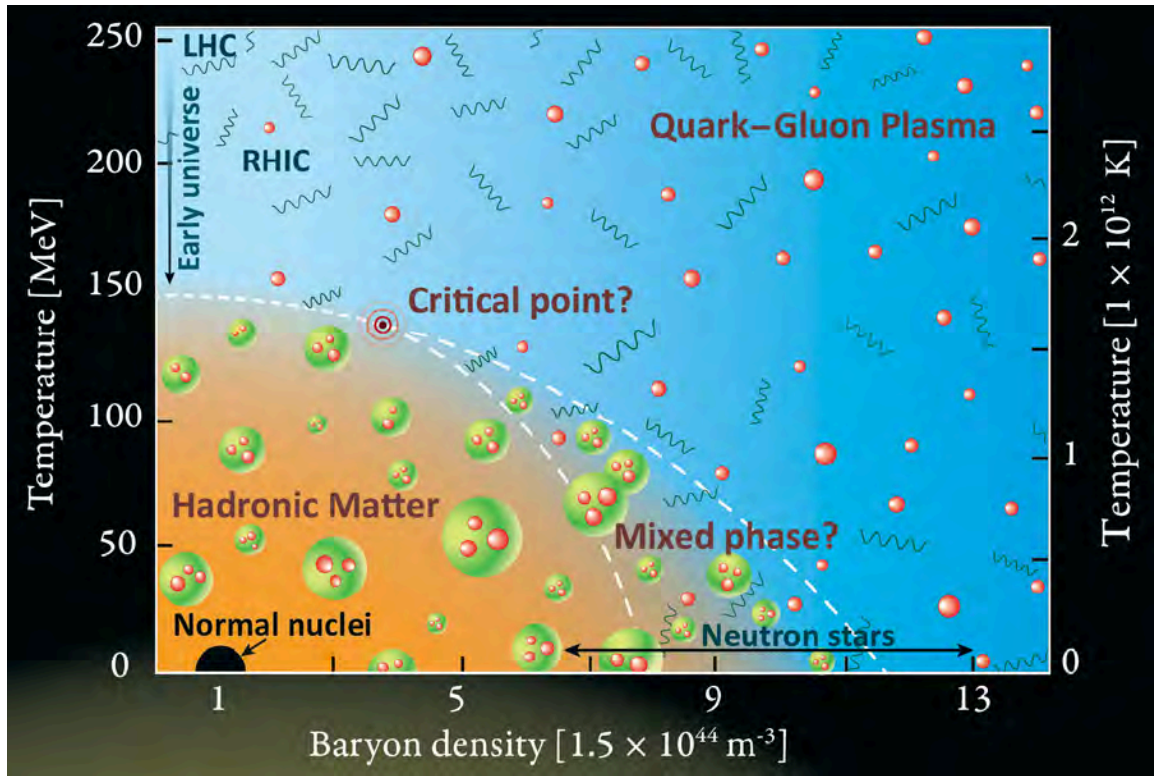 250
LHC
Early universe
Quark–Gluon Plasma
200
RHIC
2
150
Critical point?
Temperature [MeV]
Temperature [1 × 10¹² K]
100
1
Hadronic Matter
50
Mixed phase?
Normal nuclei
Neutron stars
0
0
1
5
9
13
Baryon density [1.5 × 10⁴⁴ m⁻³]